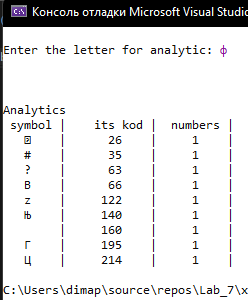 Консоль отладки Microsoft Visual Studio
Enter the letter for analytic: ф
Analytics
symbol | its kod | numbers |
| 26 | 1 |
# | 35 | 1 |
? | 63 | 1 |
B | 66 | 1 |
z | 122 | 1 |
Њ | 140 | 1 |
| 160 | 1 |
Г | 195 | 1 |
Ц | 214 | 1 |
C:\Users\dimap\source\repos\Lab_7\x